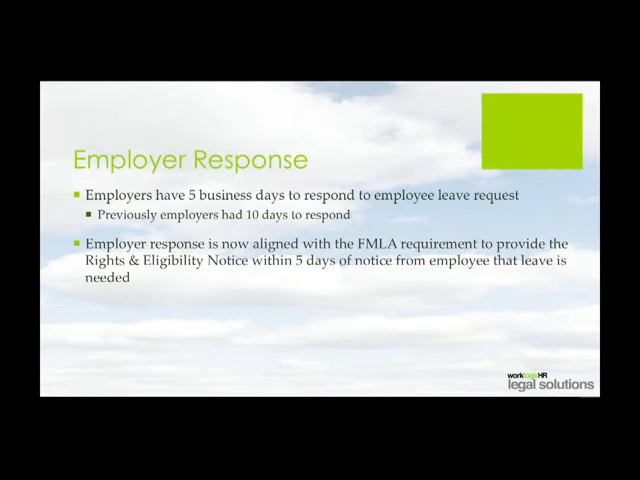 Employer Response
Employers have 5 business days to respond to employee leave request
Previously employers had 10 days to respond
Employer response is now aligned with the FMLA requirement to provide the
Rights & Eligibility Notice within 5 days of notice from employee that leave is
needed
worklogicHR
legal solutions